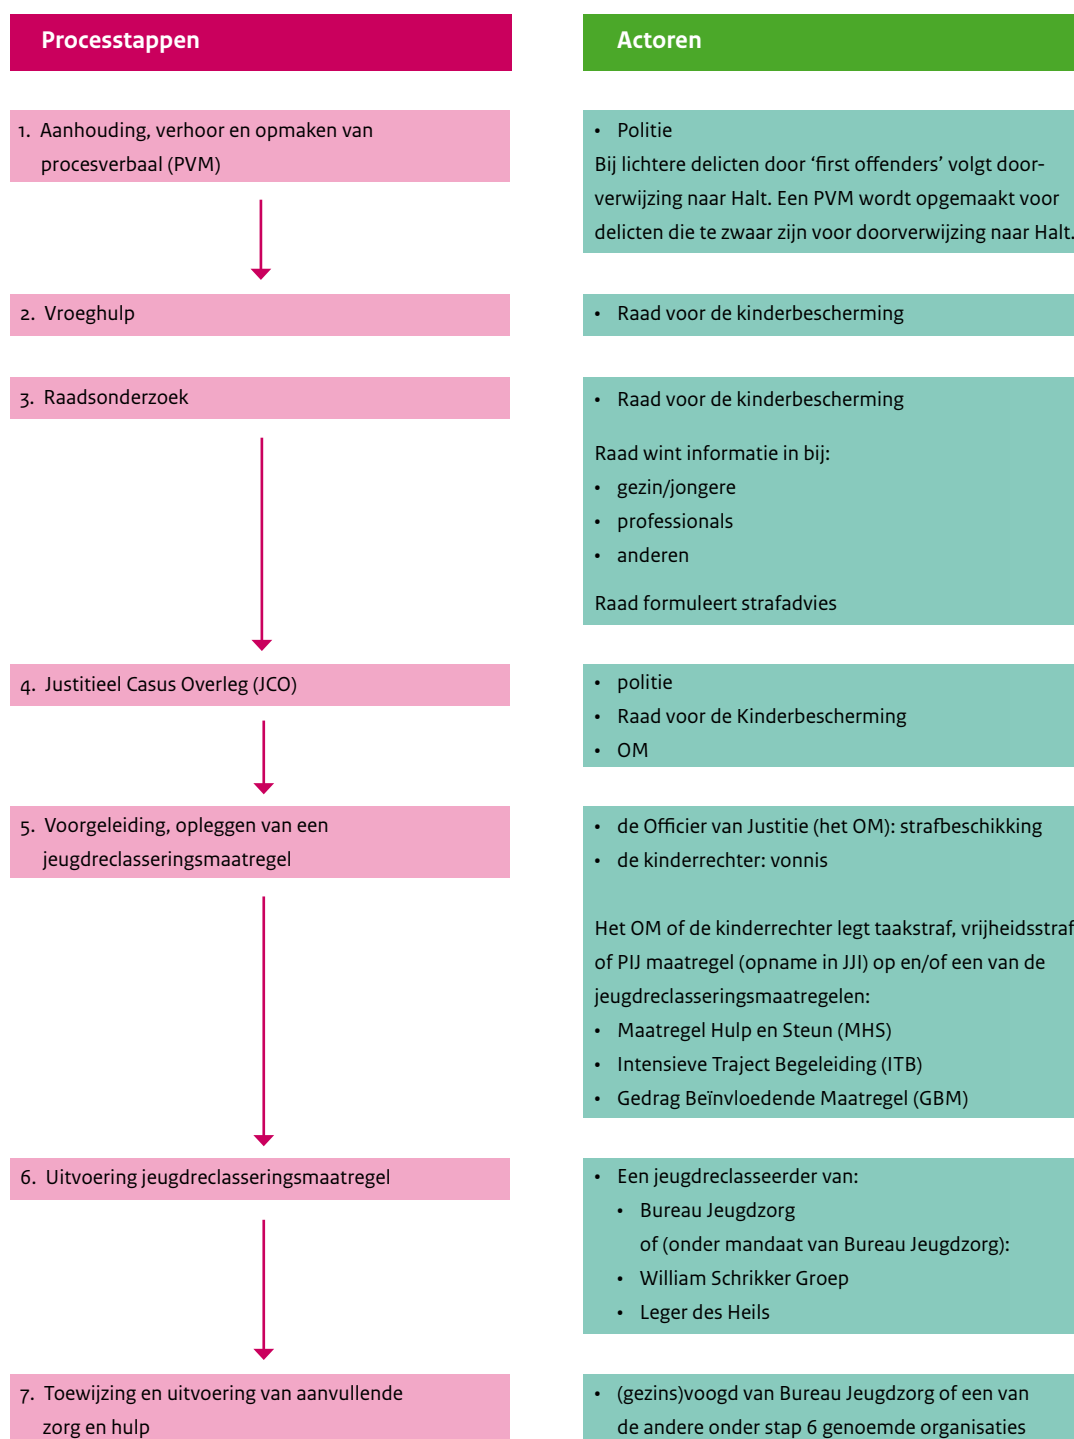 Processtappen
Actoren
1. Aanhouding, verhoor en opmaken van
procesverbaal (PVM)
• Politie
Bij lichtere delicten door ‘first offenders’ volgt door-
verwijzing naar Halt. Een PVM wordt opgemaakt voor
delicten die te zwaar zijn voor doorverwijzing naar Halt.
2. Vroeghulp
• Raad voor de kinderbescherming
3. Raadsonderzoek
• Raad voor de kinderbescherming
Raad wint informatie in bij:
• gezin/jongere
• professionals
• anderen
Raad formuleert strafadvies
4. Justitieel Casus Overleg (JCO)
• politie
• Raad voor de Kinderbescherming
• OM
5. Voorgeleiding, opleggen van een
jeugdreclasseringsmaatregel
• de Officier van Justitie (het OM): strafbeschikking
• de kinderrechter: vonnis
Het OM of de kinderrechter legt taakstraf, vrijheidsstraf
of PIJ maatregel (opname in JJI) op en/of een van de
jeugdreclasseringsmaatregelen:
• Maatregel Hulp en Steun (MHS)
• Intensieve Traject Begeleiding (ITB)
• Gedrag Beïnvloedende Maatregel (GBM)
6. Uitvoering jeugdreclasseringsmaatregel
• Een jeugdreclasseerder van:
• Bureau Jeugdzorg
of (onder mandaat van Bureau Jeugdzorg):
• William Schrikker Groep
• Leger des Heils
7. Toewijzing en uitvoering van aanvullende
zorg en hulp
• (gezins)voogd van Bureau Jeugdzorg of een van
de andere onder stap 6 genoemde organisaties